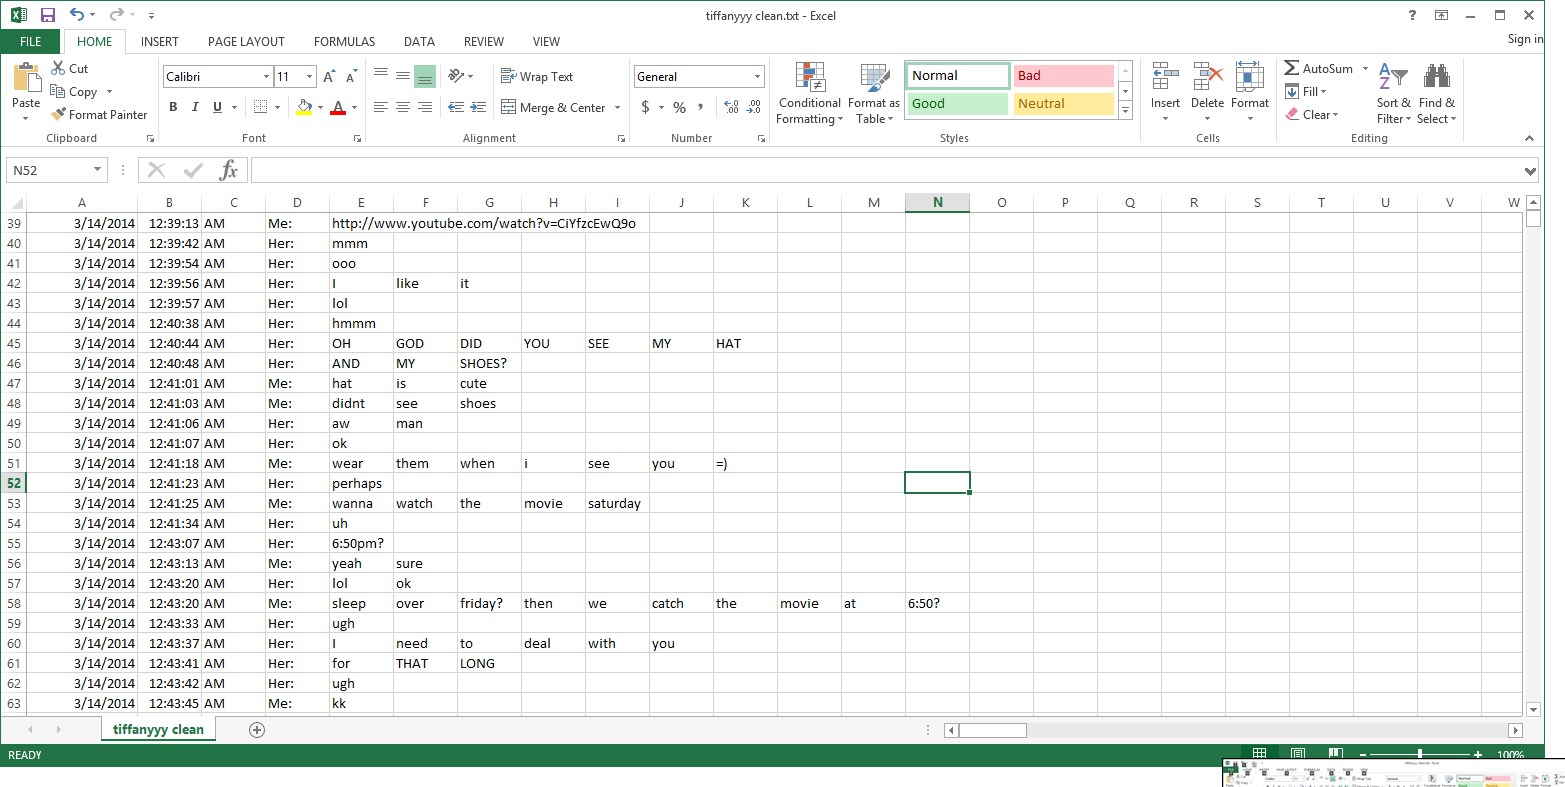 tiffanyyy clean.txt - Excel
FILE HOME INSERT PAGE LAYOUT FORMULAS DATA REVIEW VIEW Sign in
Paste
Cut
Copy
Format Painter
Clipboard
Calibri 11
B I U
Font
Wrap Text
Merge & Center
Alignment
General
$ % ,
Number
Conditional Formatting
Format as Table
Normal Bad
Good Neutral
Styles
Insert Delete Format
Cells
AutoSum
Fill
Clear
Sort & Filter
Find & Select
Editing
N52
fx
A B C D E F G H I J K L M N O P Q R S T U V W
39 3/14/2014 12:39:13 AM Me: http://www.youtube.com/watch?v=CiYfzcEwQ9o
40 3/14/2014 12:39:42 AM Her: mmm
41 3/14/2014 12:39:54 AM Her: ooo
42 3/14/2014 12:39:56 AM Her: I like it
43 3/14/2014 12:39:57 AM Her: lol
44 3/14/2014 12:40:38 AM Her: hmmm
45 3/14/2014 12:40:44 AM Her: OH GOD DID YOU SEE MY HAT
46 3/14/2014 12:40:48 AM Her: AND MY SHOES?
47 3/14/2014 12:41:01 AM Me: hat is cute
48 3/14/2014 12:41:03 AM Me: didnt see shoes
49 3/14/2014 12:41:06 AM Her: aw man
50 3/14/2014 12:41:07 AM Her: ok
51 3/14/2014 12:41:18 AM Me: wear them when i see you =)
52 3/14/2014 12:41:23 AM Her: perhaps
53 3/14/2014 12:41:25 AM Me: wanna watch the movie saturday
54 3/14/2014 12:41:34 AM Her: uh
55 3/14/2014 12:43:07 AM Her: 6:50pm?
56 3/14/2014 12:43:13 AM Me: yeah sure
57 3/14/2014 12:43:20 AM Her: lol ok
58 3/14/2014 12:43:20 AM Me: sleep over friday? then we catch the movie at 6:50?
59 3/14/2014 12:43:33 AM Her: ugh
60 3/14/2014 12:43:37 AM Her: I need to deal with you
61 3/14/2014 12:43:41 AM Her: for THAT LONG
62 3/14/2014 12:43:42 AM Her: ugh
63 3/14/2014 12:43:45 AM Me: kk
tiffanyyy clean
READY 100%